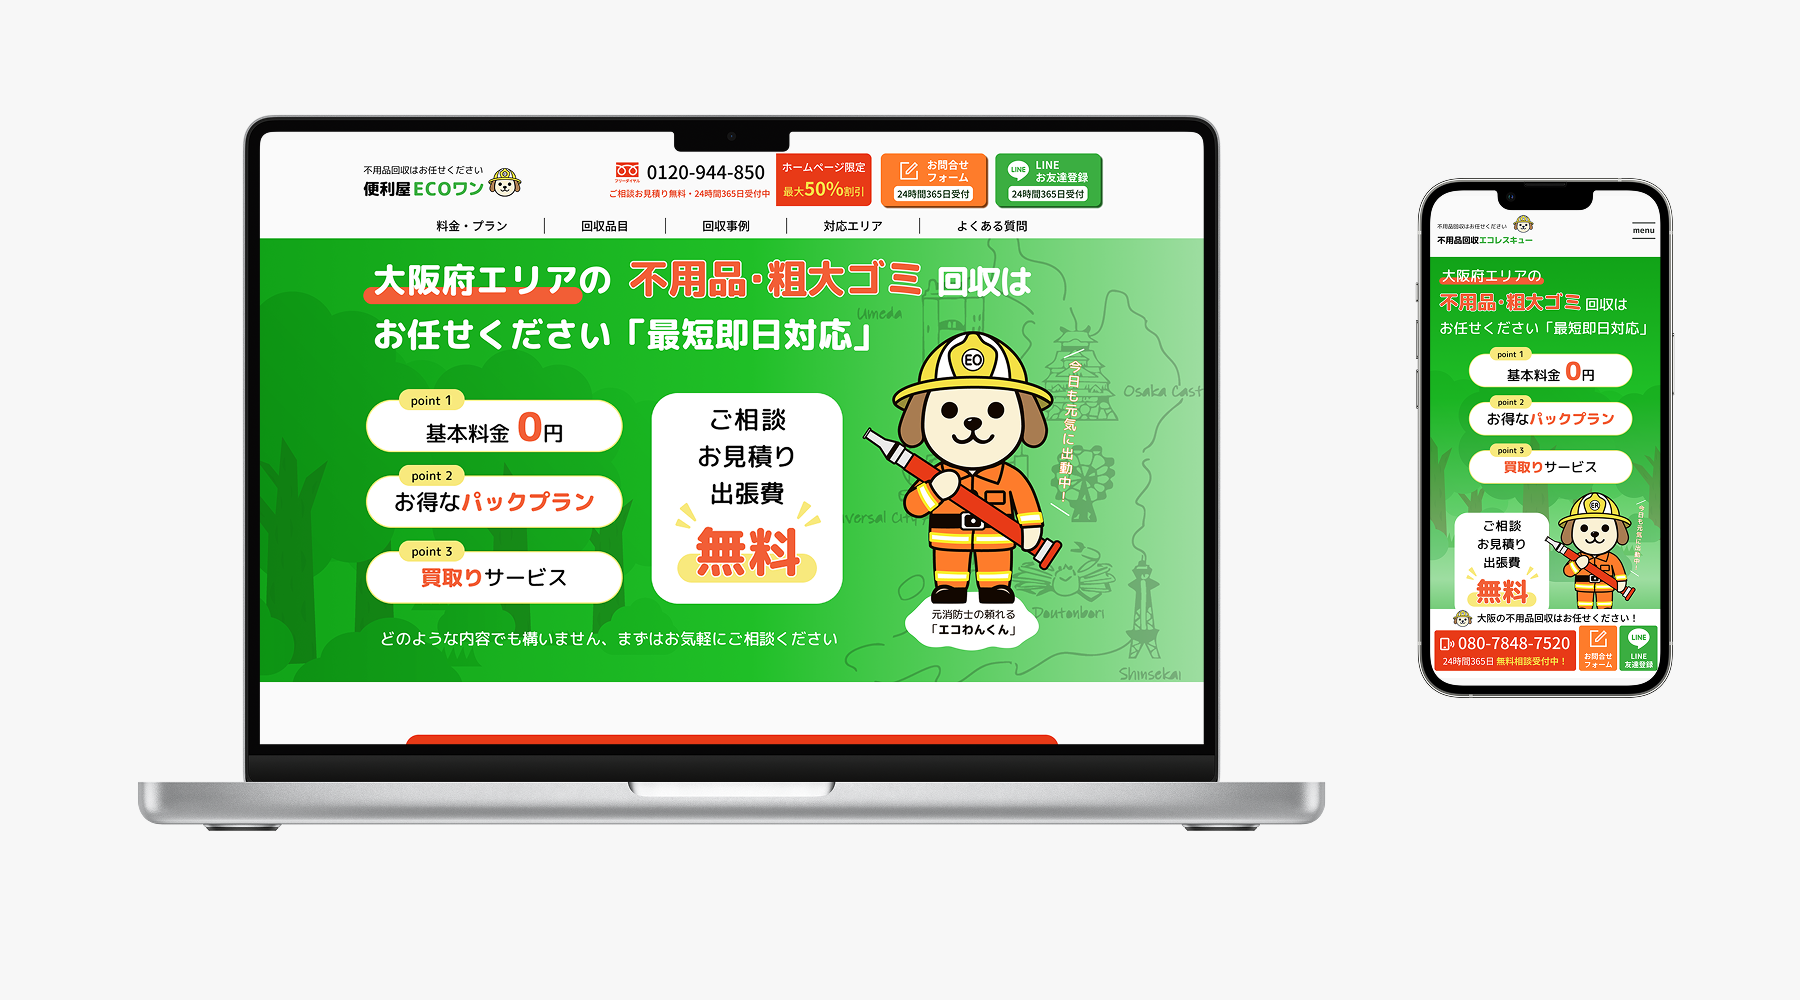 不用品回収はお任せください
便利屋ECOワン
フリーダイヤル
0120-944-850
ご相談お見積り無料・24時間365日受付中
ホームページ限定
最大50%割引
お問合せ
フォーム
24時間365日受付
LINE
LINE
お友達登録
24時間365日受付
料金・プラン
回収品目
回収事例
対応エリア
よくある質問
大阪府エリアの 不用品・粗大ゴミ 回収は
お任せください「最短即日対応」
point 1
基本料金 0円
point 2
お得なパックプラン
point 3
買取りサービス
ご相談
お見積り
出張費
無料
どのような内容でも構いません、まずはお気軽にご相談ください
EO
今日も元気に出動中！
元消防士の頼れる
「エコわんくん」
Umeda
Osaka Cast
versal City
Doutonbori
Shinsekai
不用品回収はお任せください
不用品回収エコレスキュー
menu
大阪府エリアの
不用品・粗大ゴミ 回収は
お任せください「最短即日対応」
point 1
基本料金 0円
point 2
お得なパックプラン
point 3
買取りサービス
ご相談
お見積り
出張費
無料
ER
今日も元気に出動中！
大阪の不用品回収はお任せください！
080-7848-7520
24時間365日 無料相談受付中！
お問合せ
フォーム
LINE
LINE
友達登録